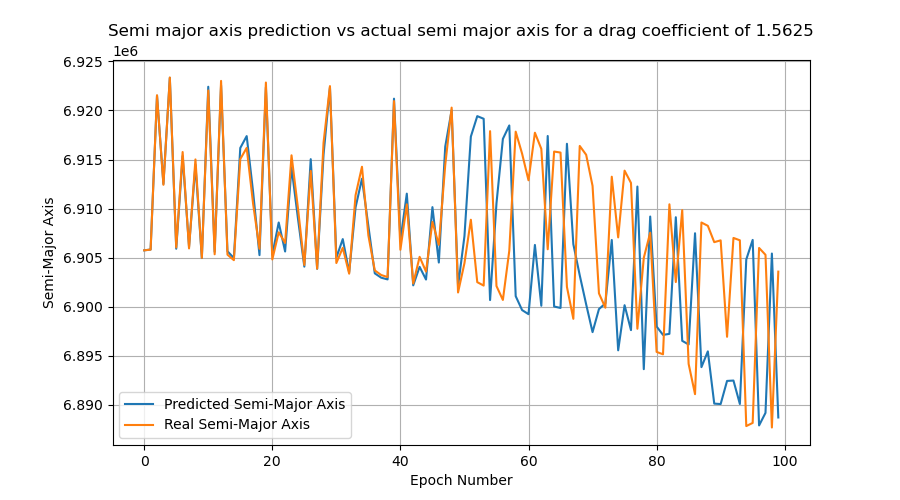 Semi major axis prediction vs actual semi major axis for a drag coefficient of 1.5625
1e6
6.925
6.920
6.915
6.910
6.905
6.900
6.895
6.890
Semi-Major Axis
Predicted Semi-Major Axis
Real Semi-Major Axis
0 20 40 60 80 100
Epoch Number